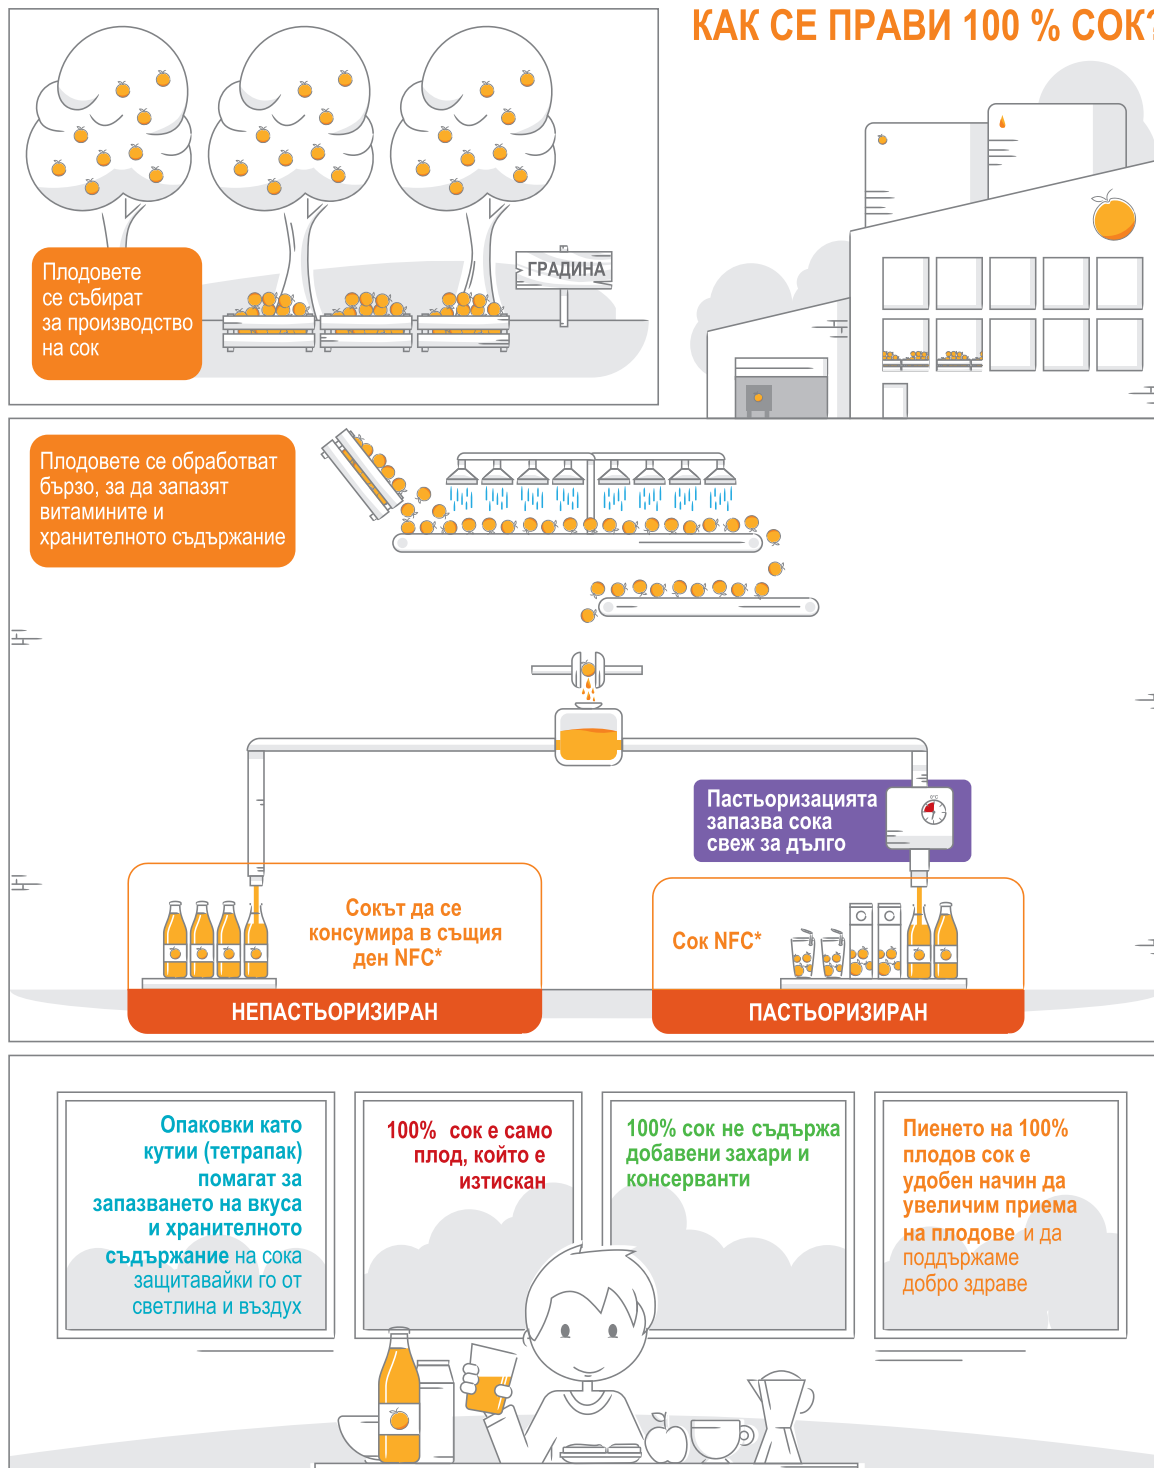 КАК СЕ ПРАВИ 100 % СОК?
Плодовете
се събират
за производство
на сок
ГРАДИНА
Плодовете се обработват
бързо, за да запазят
витамините и
хранителното съдържание
Пастьоризацията
запазва сока
свеж за дълго
0°C
Сокът да се
консумира в същия
ден NFC*
НЕПАСТЬОРИЗИРАН
Сок NFC*
ПАСТЬОРИЗИРАН
Опаковки като
кутии (тетрапак)
помагат за
запазването на вкуса
и хранителното
съдържание на сока
защитавайки го от
светлина и въздух
100% сок е само
плод, който е
изтискан
100% сок не съдържа
добавени захари и
консерванти
Пиенето на 100%
плодов сок е
удобен начин да
увеличим приема
на плодове и да
поддържаме
добро здраве